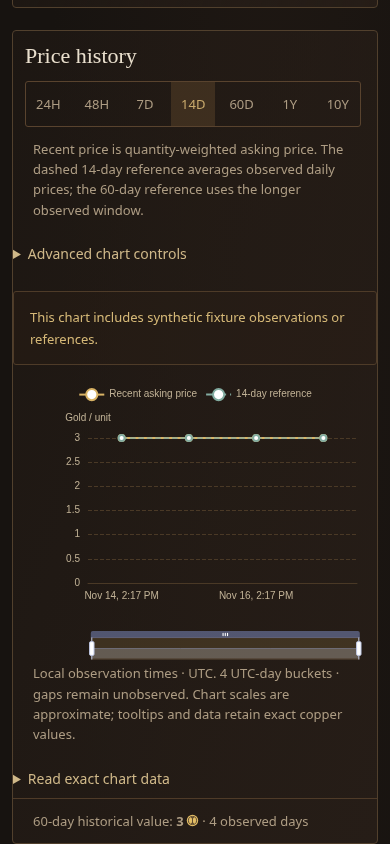 Price history
24H 48H 7D 14D 60D 1Y 10Y
Recent price is quantity-weighted asking price. The
dashed 14-day reference averages observed daily
prices; the 60-day reference uses the longer
observed window.
Advanced chart controls
This chart includes synthetic fixture observations or
references.
Recent asking price 14-day reference
Gold / unit
3
2.5
2
1.5
1
0.5
0
Nov 14, 2:17 PM Nov 16, 2:17 PM
Local observation times · UTC. 4 UTC-day buckets ·
gaps remain unobserved. Chart scales are
approximate; tooltips and data retain exact copper
values.
Read exact chart data
60-day historical value: 3 · 4 observed days